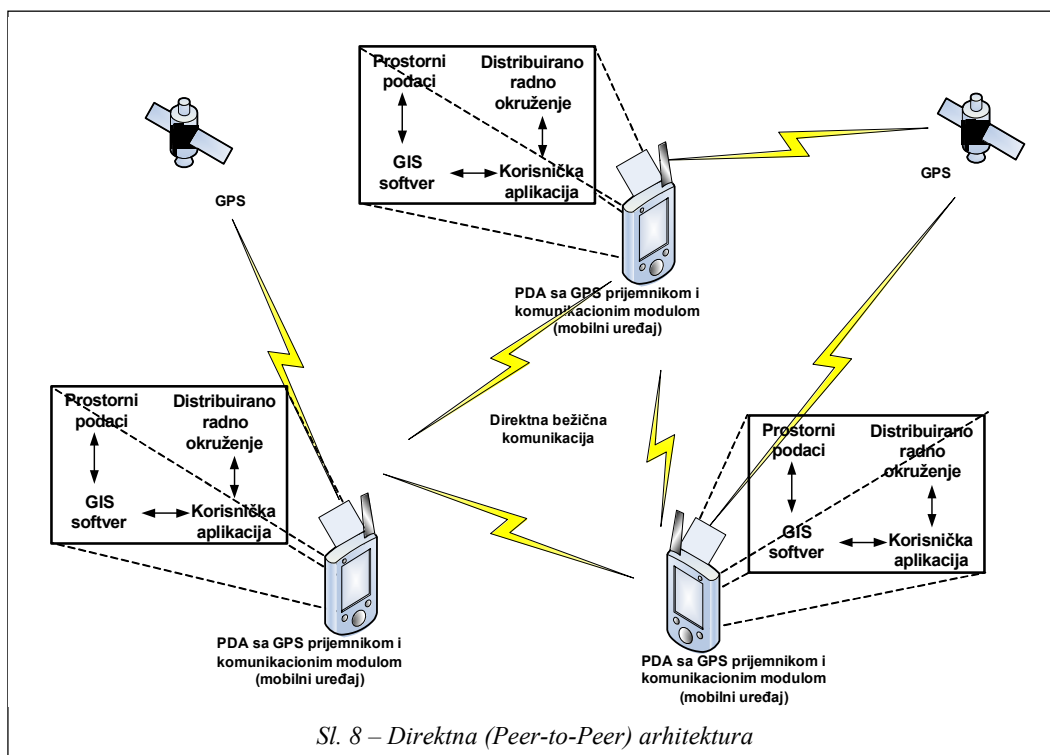 Prostorni
podaci
Distribuirano
radno
okruženje
GIS
softver
Korisnička
aplikacija
GPS
GPS
PDA sa GPS prijemnikom i
komunikacionim modulom
(mobilni uređaj)
Direktna bežična
komunikacija
Prostorni
podaci
Distribuirano
radno
okruženje
GIS
softver
Korisnička
aplikacija
Prostorni
podaci
Distribuirano
radno
okruženje
GIS
softver
Korisnička
aplikacija
PDA sa GPS prijemnikom i
komunikacionim modulom
(mobilni uređaj)
PDA sa GPS prijemnikom i
komunikacionim modulom
(mobilni uređaj)
Sl. 8 – Direktna (Peer-to-Peer) arhitektura